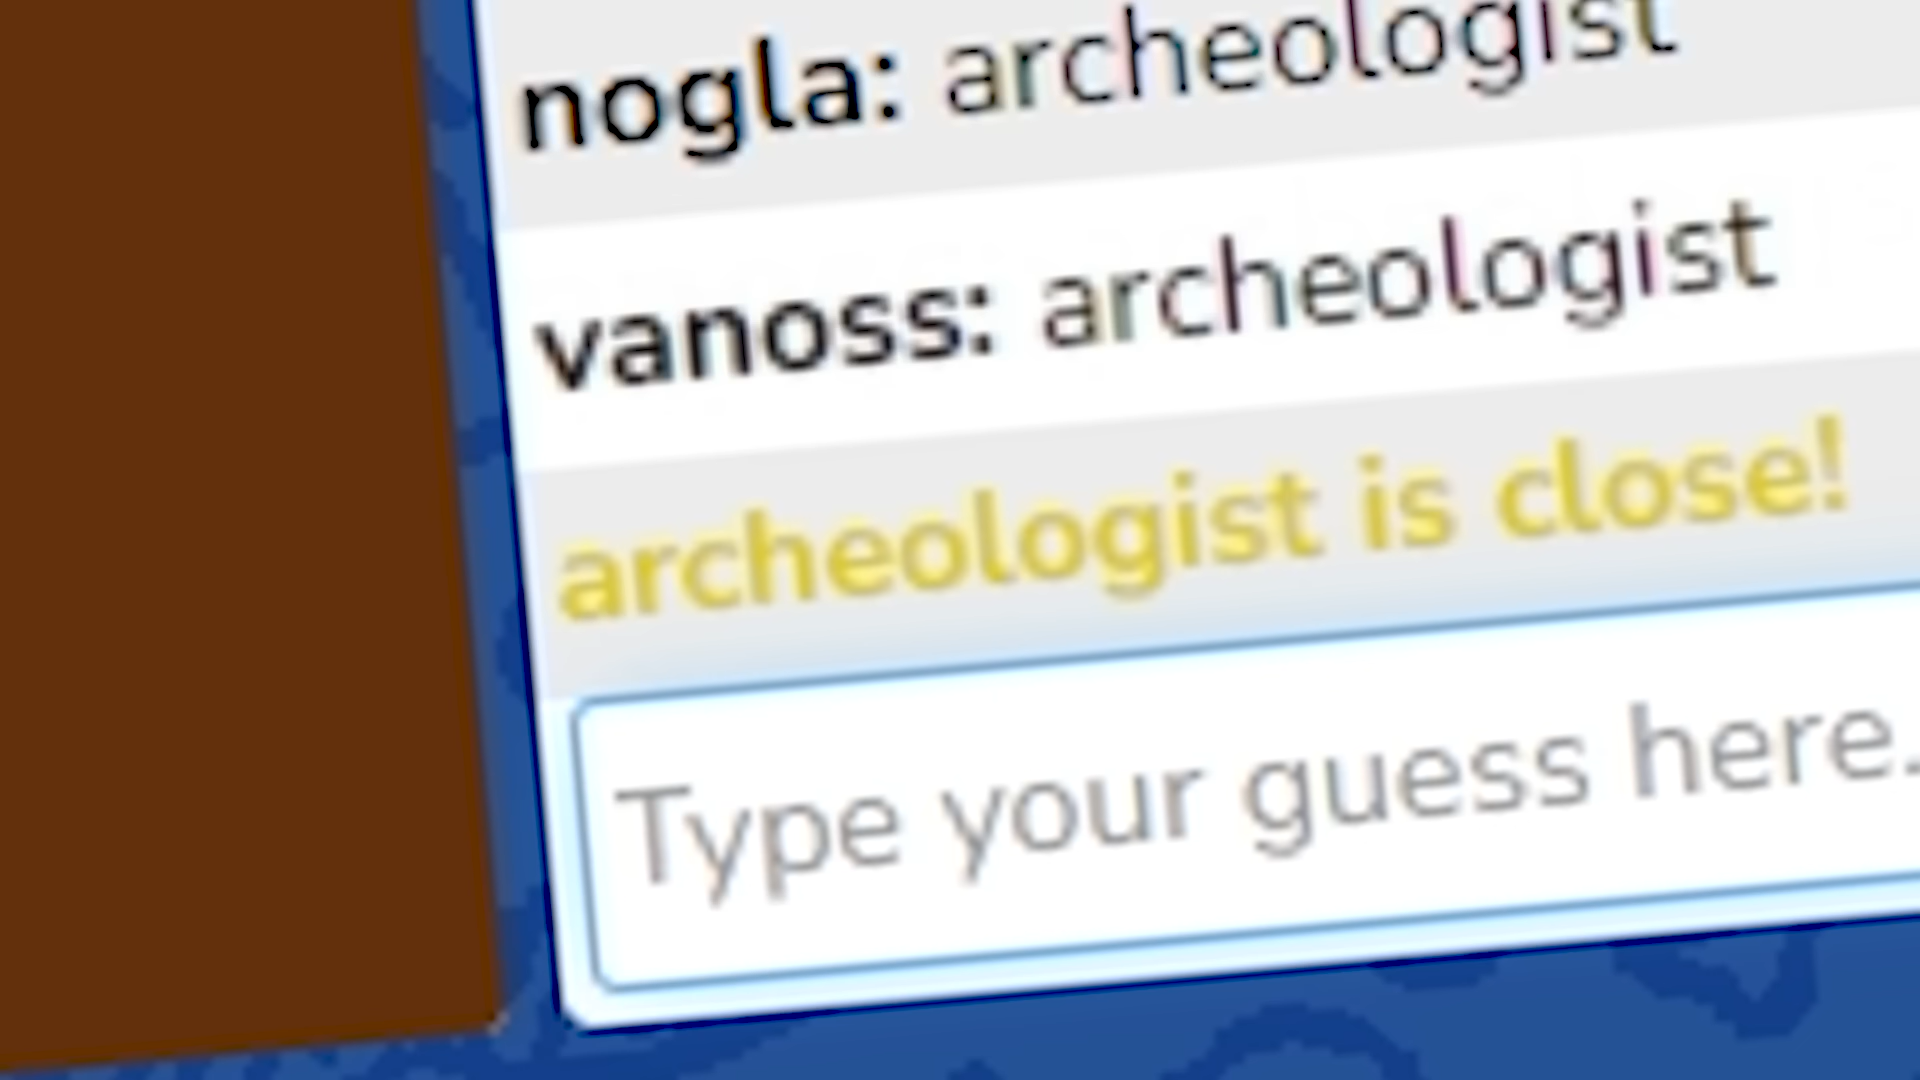 nogla: archeologist
vanoss: archeologist
archeologist is close!
Type your guess here.